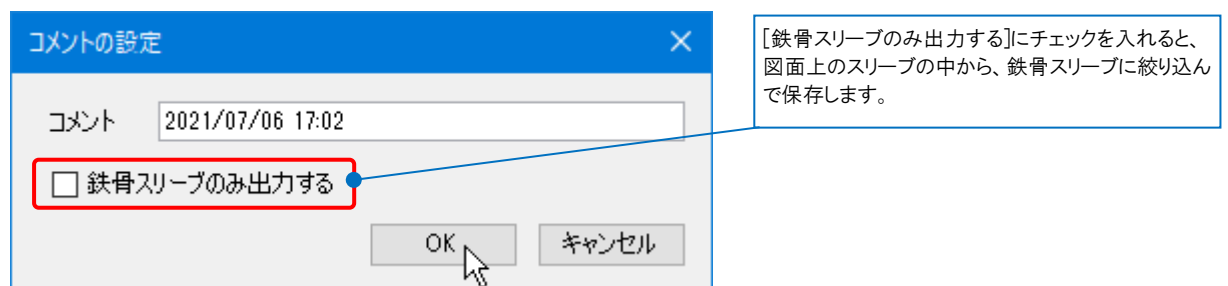 コメントの設定
コメント 2021/07/06 17:02
鉄骨スリーブのみ出力する
OK キャンセル
[鉄骨スリーブのみ出力する]にチェックを入れると、
図面上のスリーブの中から、鉄骨スリーブに絞り込ん
で保存します。